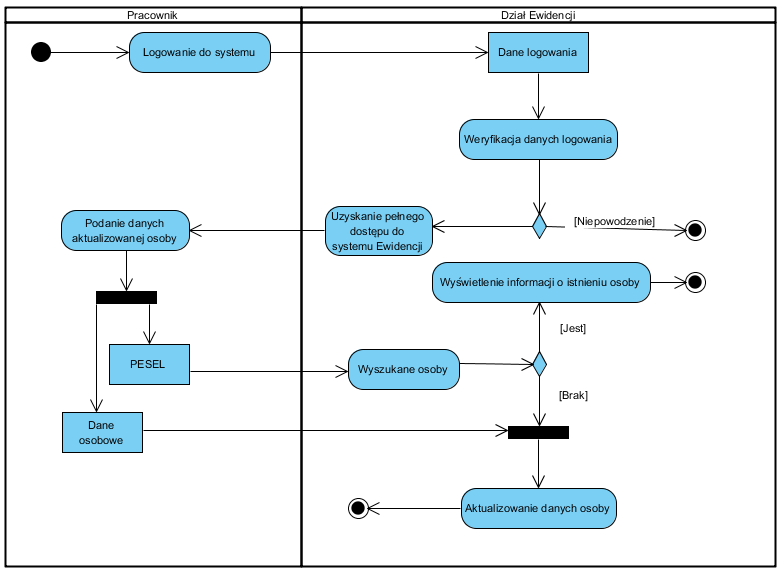 Pracownik
Dział Ewidencji
Logowanie do systemu
Dane logowania
Weryfikacja danych logowania
[Niepowodzenie]
Uzyskanie pełnego
dostępu do
systemu Ewidencji
Podanie danych
aktualizowanej osoby
Wyświetlenie informacji o istnieniu osoby
[Jest]
PESEL
Wyszukane osoby
[Brak]
Dane
osobowe
Aktualizowanie danych osoby